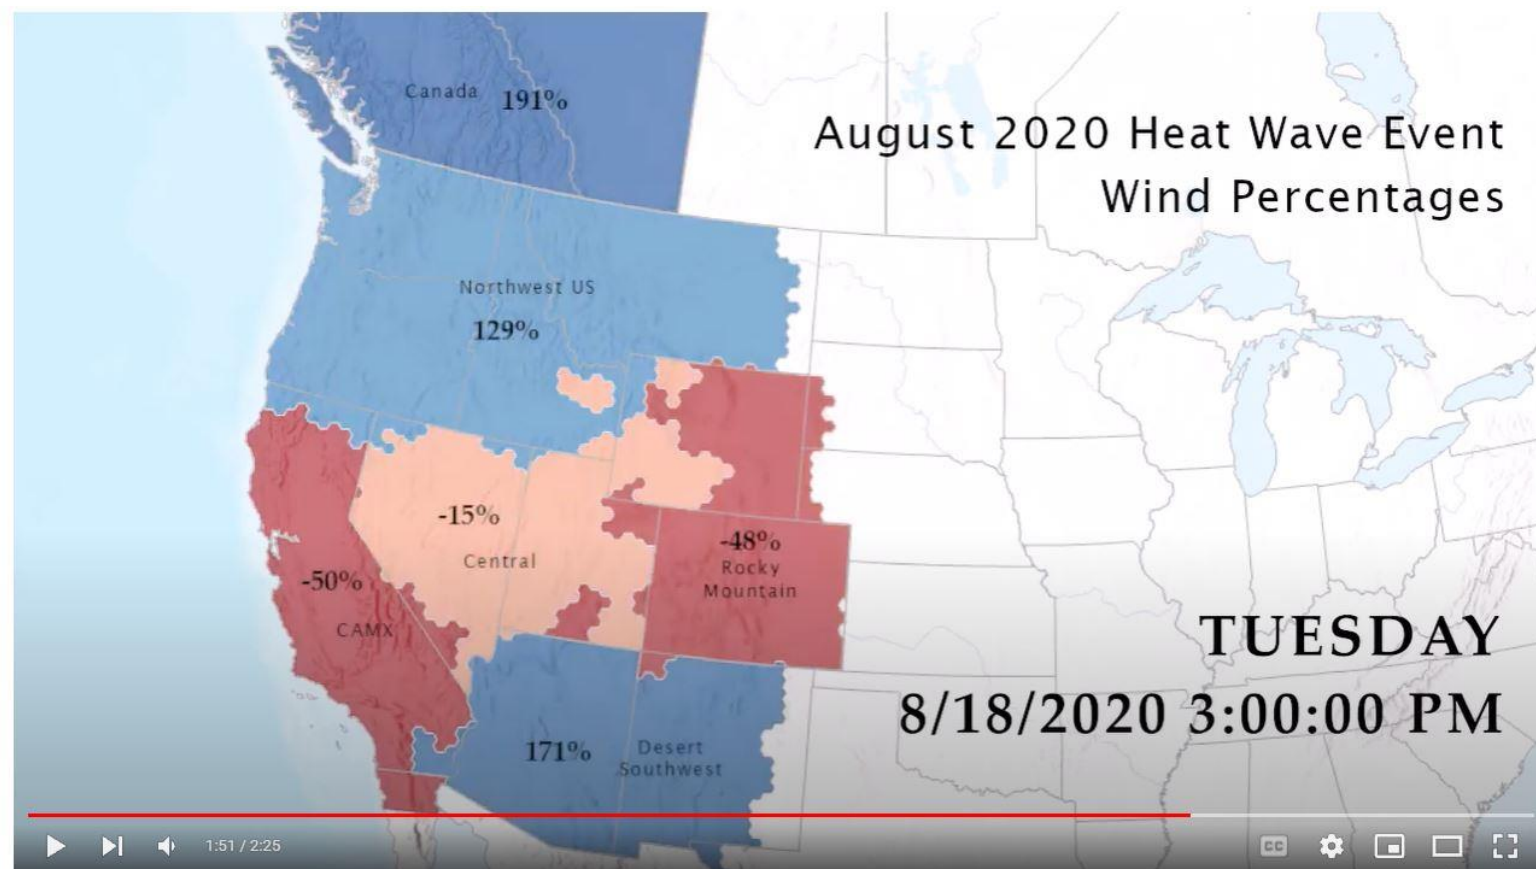 Canada 191%
August 2020 Heat Wave Event
Wind Percentages
Northwest US
129%
-15%
Central
-48%
Rocky
Mountain
-50%
CAMX
TUESDAY
8/18/2020 3:00:00 PM
171%
Desert
Southwest
1:51 / 2:25
CC